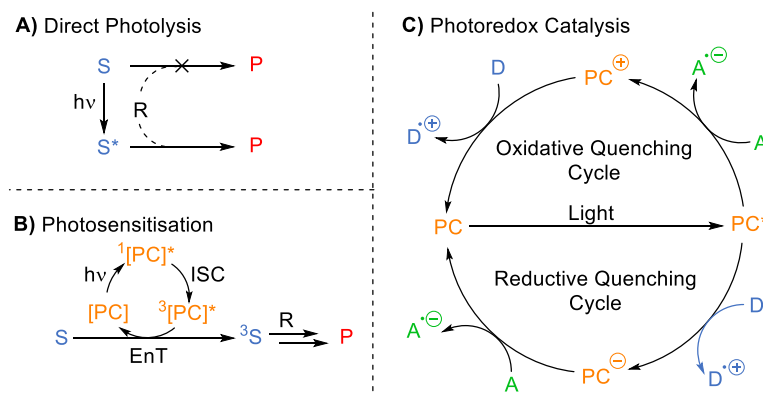 A) Direct Photolysis
S
P
hν
R
S*
P
B) Photosensitisation
¹[PC]*
hν
ISC
[PC]
³[PC]*
S
EnT
³S
R
P
C) Photoredox Catalysis
D
PC⊕
A•⊖
D•⊕
A
Oxidative Quenching
Cycle
Light
PC
PC*
Reductive Quenching
Cycle
A•⊖
D
A
PC⊖
D•⊕